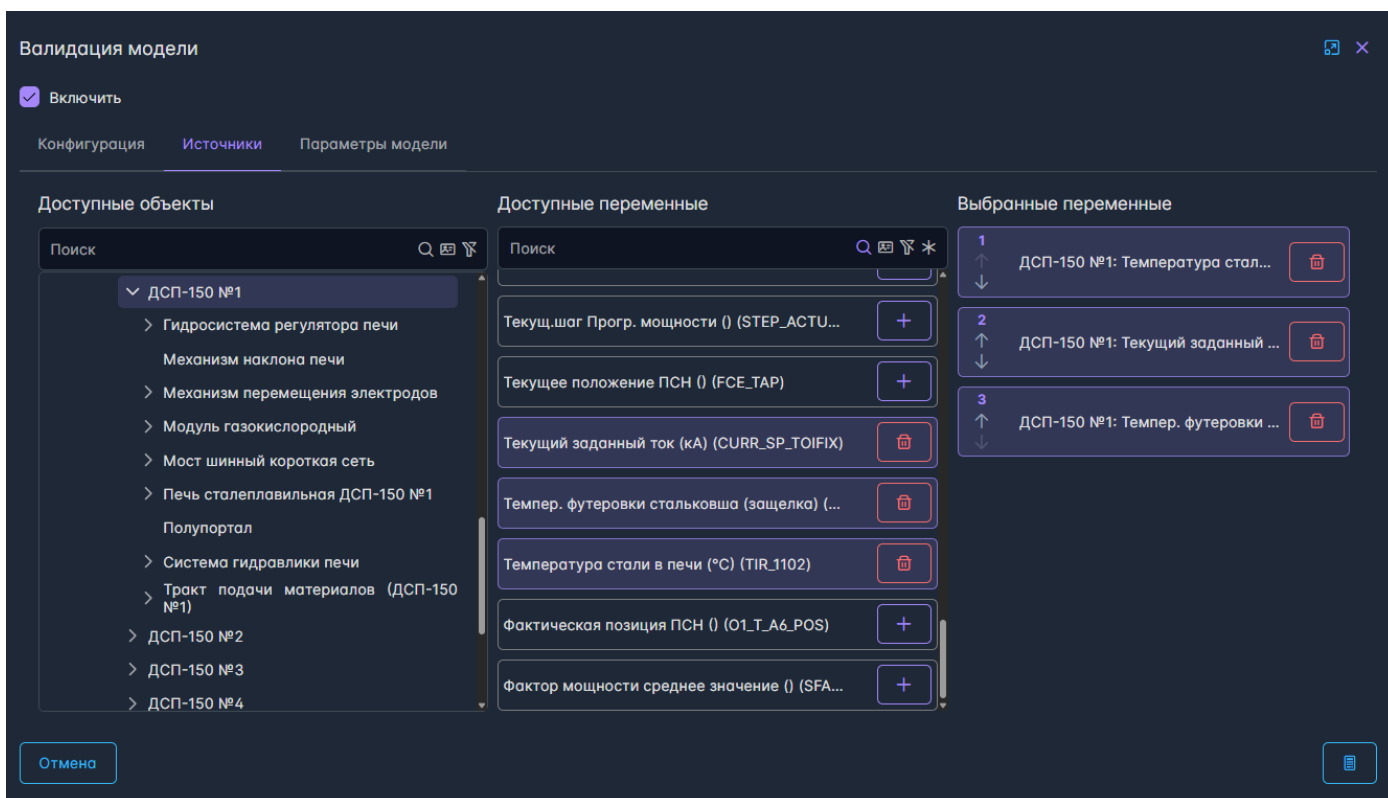 Валидация модели
Включить
Конфигурация Источники Параметры модели
Доступные объекты
Поиск
ДСП-150 №1
Гидросистема регулятора печи
Механизм наклона печи
Механизм перемещения электродов
Модуль газокислородный
Мост шинный короткая сеть
Печь сталеплавильная ДСП-150 №1
Полупортал
Система гидравлики печи
Тракт подачи материалов (ДСП-150
№1)
ДСП-150 №2
ДСП-150 №3
ДСП-150 №4
Доступные переменные
Поиск
Текущ.шаг Прогр. мощности () (STEP_ACTU...
Текущее положение ПСН () (FCE_TAP)
Текущий заданный ток (кА) (CURR_SP_TOIFIX)
Темпер. футеровки стальковша (защелка) (...
Температура стали в печи (°C) (TIR_1102)
Фактическая позиция ПСН () (O1_T_A6_POS)
Фактор мощности среднее значение () (SFA...
Выбранные переменные
1
ДСП-150 №1: Температура стал...
2
ДСП-150 №1: Текущий заданный ...
3
ДСП-150 №1: Темпер. футеровки ...
Отмена